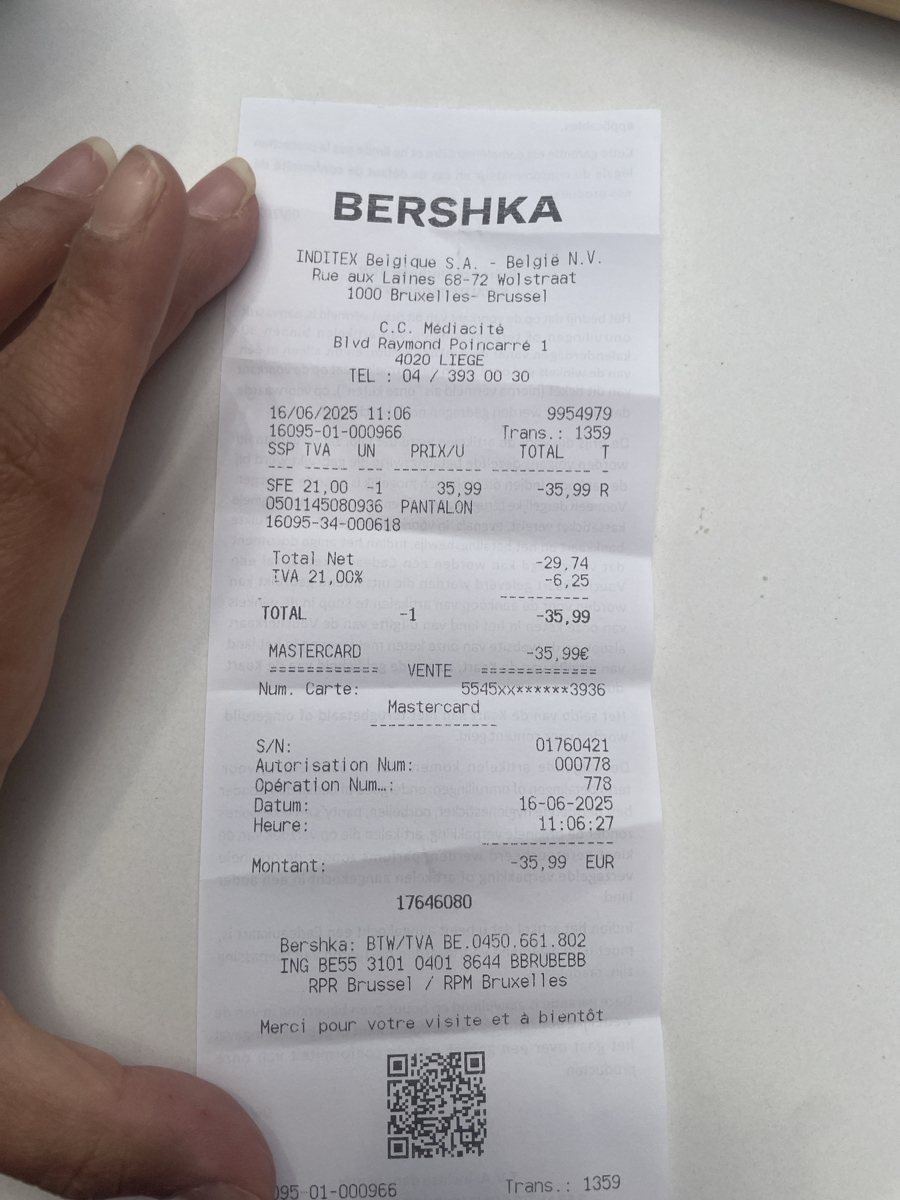 BERSHKA
INDITEX Belgique S.A. - België N.V.
Rue aux Laines 68-72 Wolstraat
1000 Bruxelles- Brussel
C.C. Médiacité
Blvd Raymond Poincarré 1
4020 LIEGE
TEL : 04 / 393 00 30
16/06/2025 11:06 9954979
16095-01-000966 Trans.: 1359
SSP TVA UN PRIX/U TOTAL T
--- ------ --- --------- ---------- -
SFE 21,00 -1 35,99 -35,99 R
0501145080936 PANTALON
16095-34-000618
Total Net -29,74
TVA 21,00% -6,25
----------
TOTAL -1 -35,99
MASTERCARD -35,99€
============ VENTE =============
Num. Carte: 5545xx******3936
Mastercard
--------------
S/N: 01760421
Autorisation Num: 000778
Opération Num…: 778
Datum: 16-06-2025
Heure: 11:06:27
--------------
Montant: -35,99 EUR
17646080
Bershka: BTW/TVA BE.0450.661.802
ING BE55 3101 0401 8644 BBRUBEBB
RPR Brussel / RPM Bruxelles
Merci pour votre visite et à bientôt
095-01-000966 Trans.: 1359